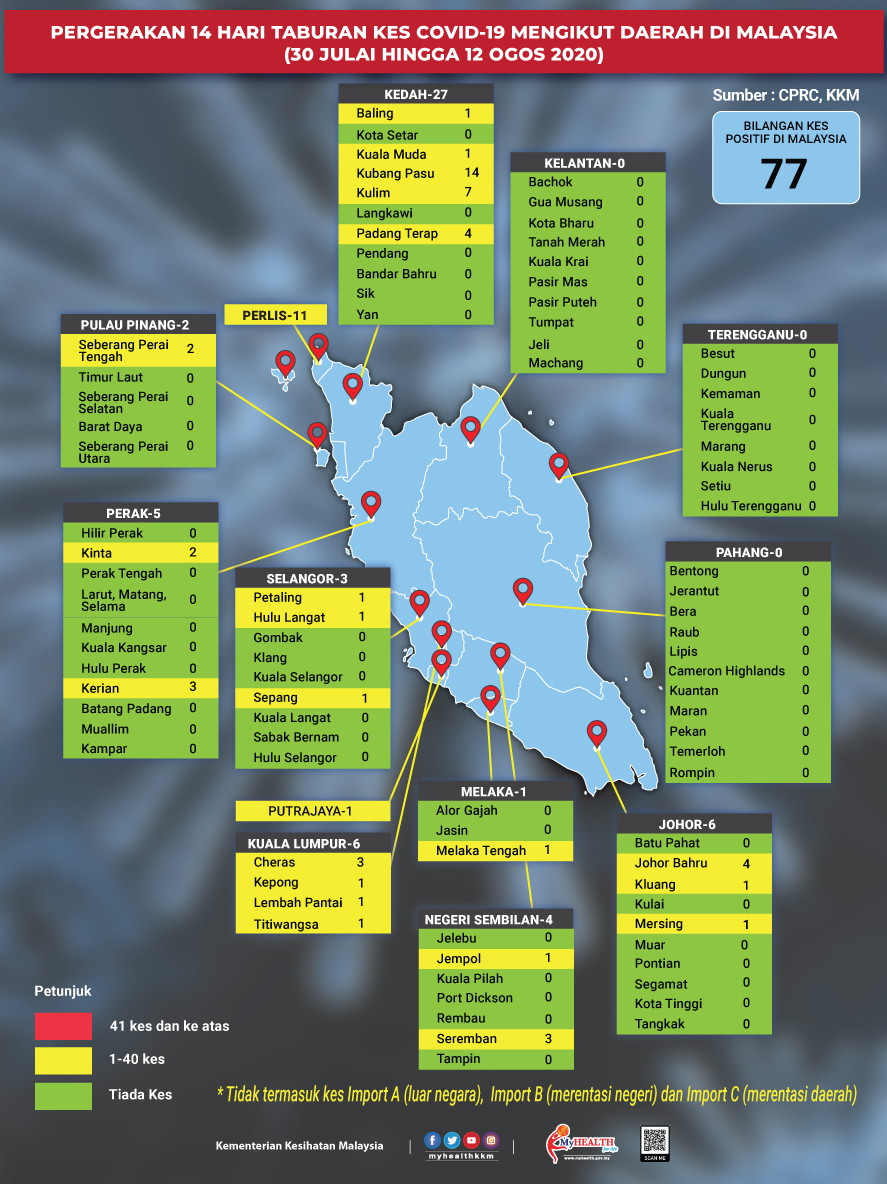 PERGERAKAN 14 HARI TABURAN KES COVID-19 MENGIKUT DAERAH DI MALAYSIA
(30 JULAI HINGGA 12 OGOS 2020)
Sumber : CPRC, KKM
BILANGAN KES
POSITIF DI MALAYSIA
77
KEDAH-27
Baling 1
Kota Setar 0
Kuala Muda 1
Kubang Pasu 14
Kulim 7
Langkawi 0
Padang Terap 4
Pendang 0
Bandar Bahru 0
Sik 0
Yan 0
KELANTAN-0
Bachok 0
Gua Musang 0
Kota Bharu 0
Tanah Merah 0
Kuala Krai 0
Pasir Mas 0
Pasir Puteh 0
Tumpat 0
Jeli 0
Machang 0
PERLIS-11
PULAU PINANG-2
Seberang Perai
Tengah 2
Timur Laut 0
Seberang Perai
Selatan 0
Barat Daya 0
Seberang Perai
Utara 0
TERENGGANU-0
Besut 0
Dungun 0
Kemaman 0
Kuala
Terengganu 0
Marang 0
Kuala Nerus 0
Setiu 0
Hulu Terengganu 0
PERAK-5
Hilir Perak 0
Kinta 2
Perak Tengah 0
Larut, Matang,
Selama 0
Manjung 0
Kuala Kangsar 0
Hulu Perak 0
Kerian 3
Batang Padang 0
Muallim 0
Kampar 0
SELANGOR-3
Petaling 1
Hulu Langat 1
Gombak 0
Klang 0
Kuala Selangor 0
Sepang 1
Kuala Langat 0
Sabak Bernam 0
Hulu Selangor 0
PAHANG-0
Bentong 0
Jerantut 0
Bera 0
Raub 0
Lipis 0
Cameron Highlands 0
Kuantan 0
Maran 0
Pekan 0
Temerloh 0
Rompin 0
PUTRAJAYA-1
KUALA LUMPUR-6
Cheras 3
Kepong 1
Lembah Pantai 1
Titiwangsa 1
MELAKA-1
Alor Gajah 0
Jasin 0
Melaka Tengah 1
NEGERI SEMBILAN-4
Jelebu 0
Jempol 1
Kuala Pilah 0
Port Dickson 0
Rembau 0
Seremban 3
Tampin 0
JOHOR-6
Batu Pahat 0
Johor Bahru 4
Kluang 1
Kulai 0
Mersing 1
Muar 0
Pontian 0
Segamat 0
Kota Tinggi 0
Tangkak 0
Petunjuk
41 kes dan ke atas
1-40 kes
Tiada Kes
* Tidak termasuk kes Import A (luar negara), Import B (merentasi negeri) dan Import C (merentasi daerah)
Kementerian Kesihatan Malaysia
myhealthkkm
MyHEALTH
for life
www.myhealth.gov.my
SCAN ME